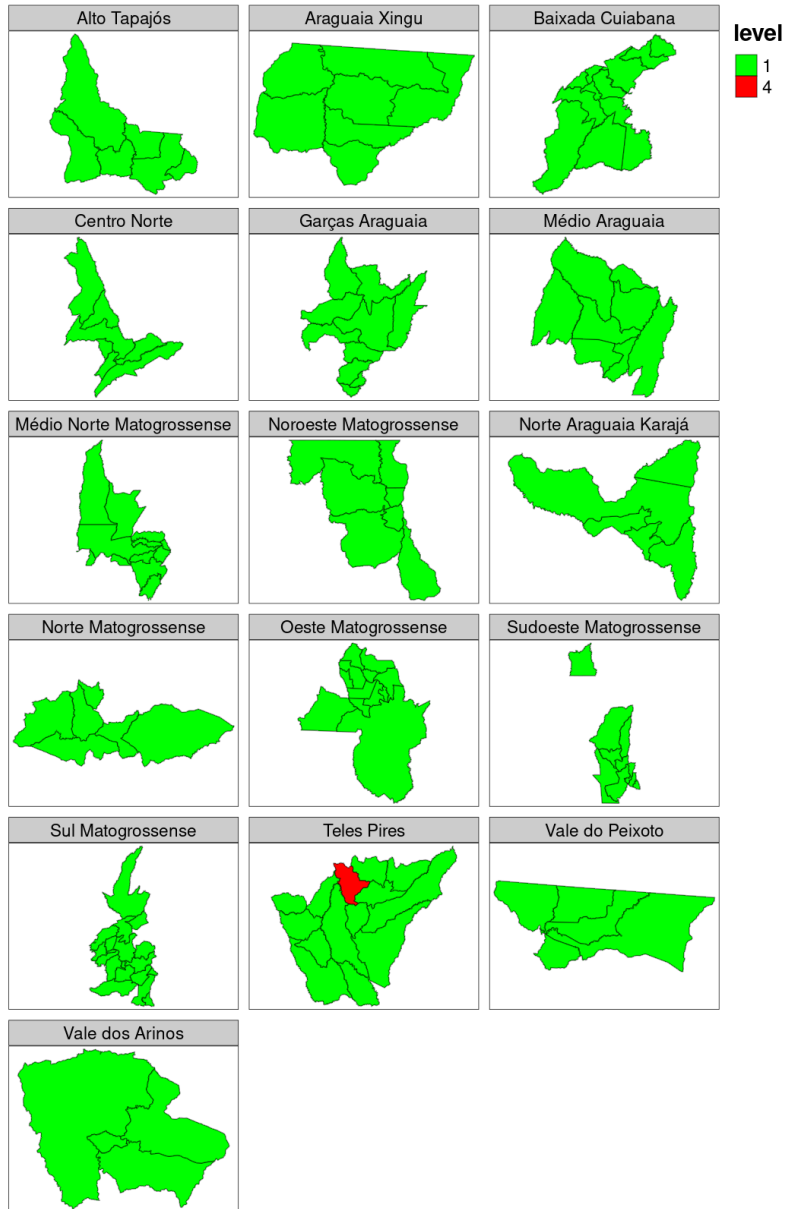 Alto Tapajós
Araguaia Xingu
Baixada Cuiabana
level
1
4
Centro Norte
Garças Araguaia
Médio Araguaia
Médio Norte Matogrossense
Noroeste Matogrossense
Norte Araguaia Karajá
Norte Matogrossense
Oeste Matogrossense
Sudoeste Matogrossense
Sul Matogrossense
Teles Pires
Vale do Peixoto
Vale dos Arinos